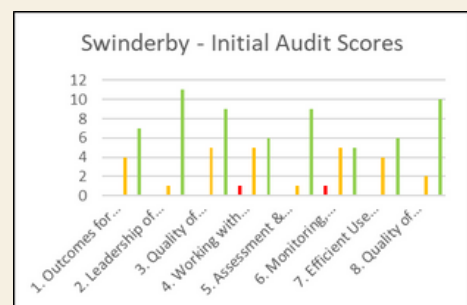 Swinderby - Initial Audit Scores
12
10
8
6
4
2
0
1. Outcomes for...
2. Leadership of...
3. Quality of...
4. Working with...
5. Assessment &...
6. Monitoring,...
7. Efficient Use...
8. Quality of...